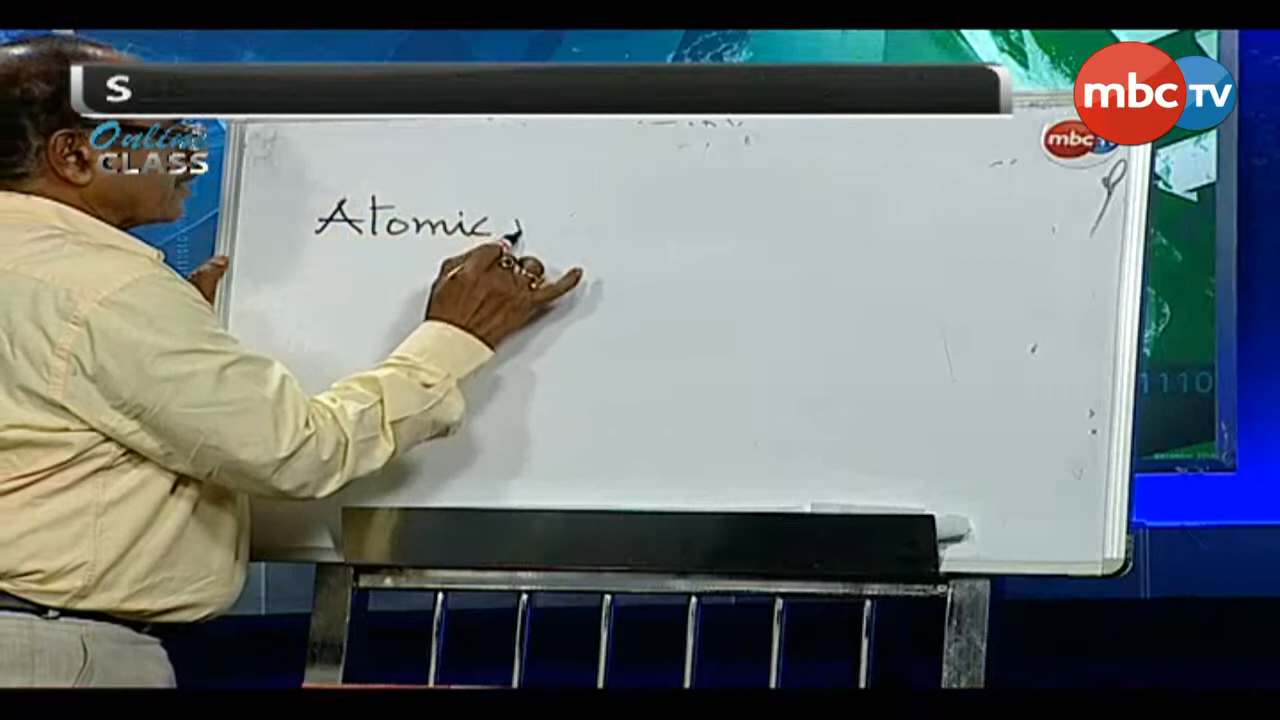 S
mbc TV
Online
CLASS
mbc TV
Atomic
1110